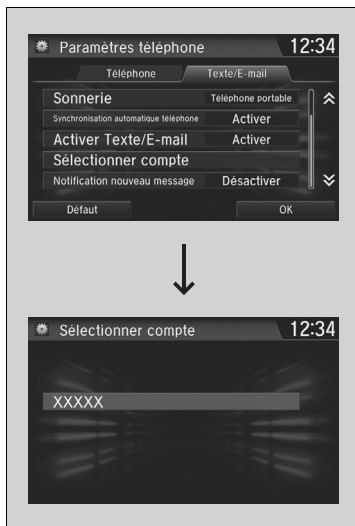 Paramètres téléphone 12:34
Téléphone Texte/E-mail
Sonnerie Téléphone portable
Synchronisation automatique téléphone Activer
Activer Texte/E-mail Activer
Sélectionner compte
Notification nouveau message Désactiver
Défaut OK
Sélectionner compte 12:34
XXXXX